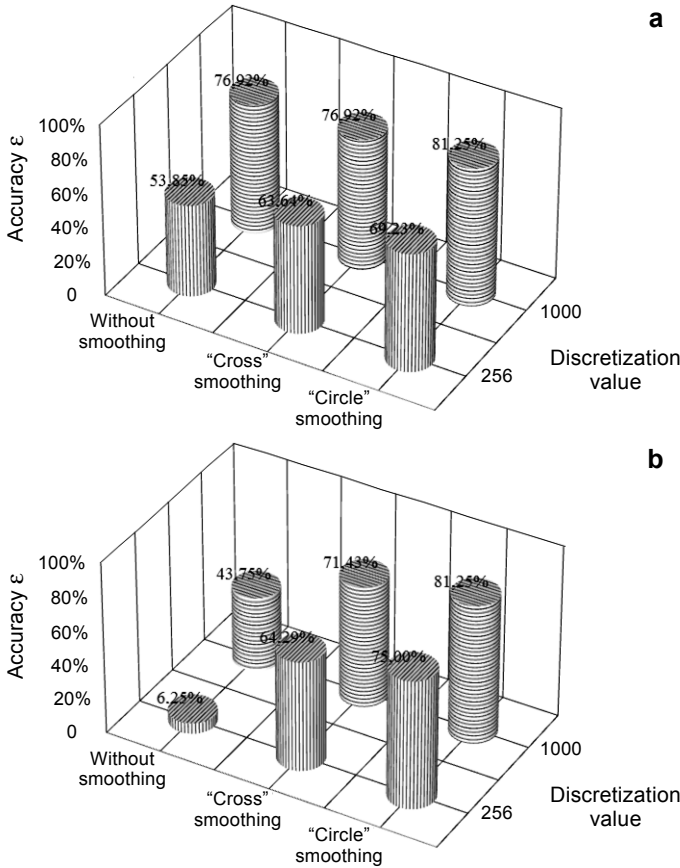 a
76.92%
76.92%
81.25%
53.85%
63.64%
69.23%
Accuracy ε
100%
80%
60%
40%
20%
0
Without
smoothing
“Cross”
smoothing
“Circle”
smoothing
256
1000
Discretization
value
b
43.75%
71.43%
81.25%
6.25%
64.29%
75.00%
Accuracy ε
100%
80%
60%
40%
20%
0
Without
smoothing
“Cross”
smoothing
“Circle”
smoothing
256
1000
Discretization
value